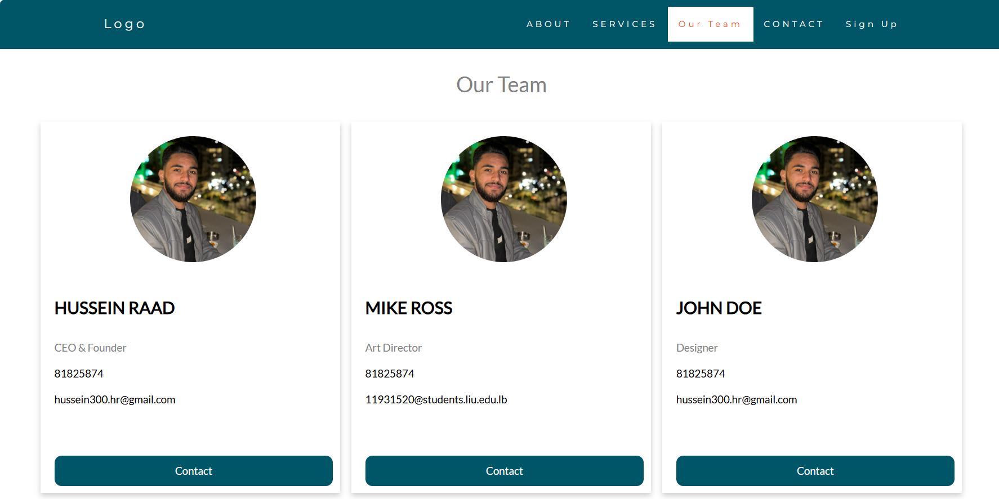 Logo
ABOUT SERVICES Our Team CONTACT Sign Up
Our Team
HUSSEIN RAAD
CEO & Founder
81825874
hussein300.hr@gmail.com
Contact
MIKE ROSS
Art Director
81825874
11931520@students.liu.edu.lb
Contact
JOHN DOE
Designer
81825874
hussein300.hr@gmail.com
Contact